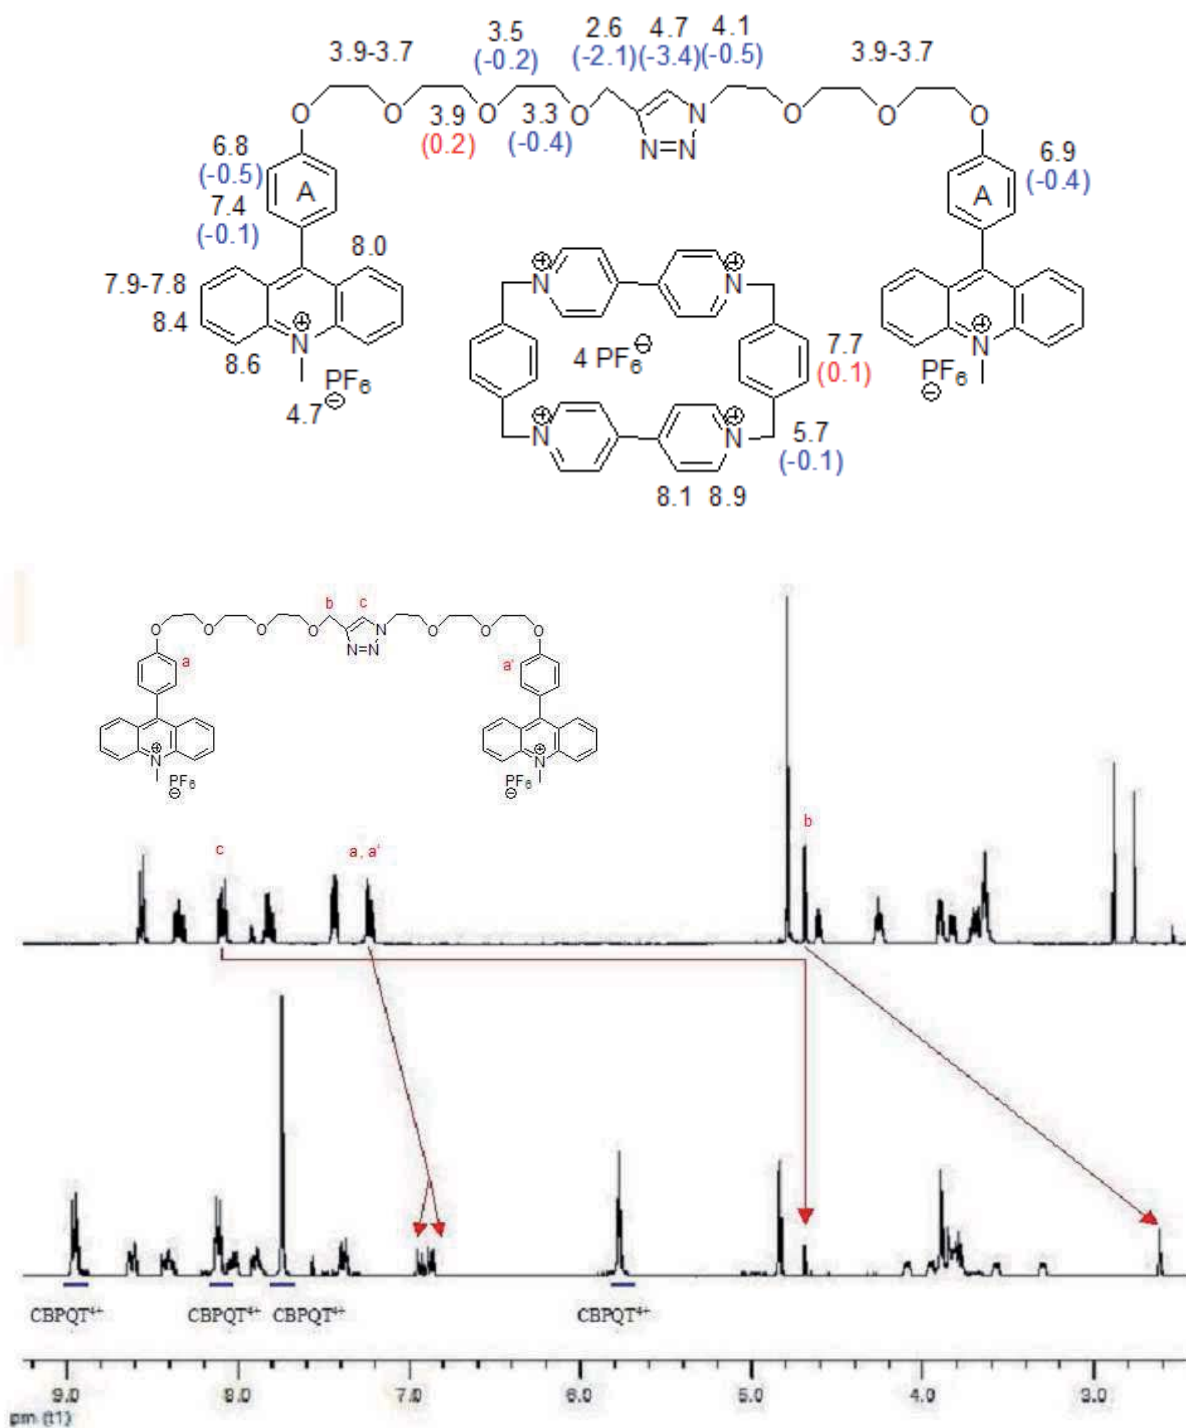 3.5 2.6 4.7 4.1
3.9-3.7 (-0.2) (-2.1) (-3.4) (-0.5) 3.9-3.7
O O O O O O O
3.9 3.3 N
(0.2) (-0.4) N=N
6.8 6.9
(-0.5) A A (-0.4)
7.4
(-0.1)
8.0
7.9-7.8 N⊕ N⊕
8.4 4 PF6⊖ 7.7
8.6 N⊕ (0.1) N⊕
PF6⊖ PF6⊖
4.7 N⊕ N⊕ 5.7
(-0.1)
8.1 8.9
b c
O O O O N O O O
N=N
a a'
N⊕ N⊕
PF6⊖ PF6⊖
c a, a' b
CBPQT4+ CBPQT4+ CBPQT4+ CBPQT4+
9.0 8.0 7.0 6.0 5.0 4.0 3.0
pm (t1)